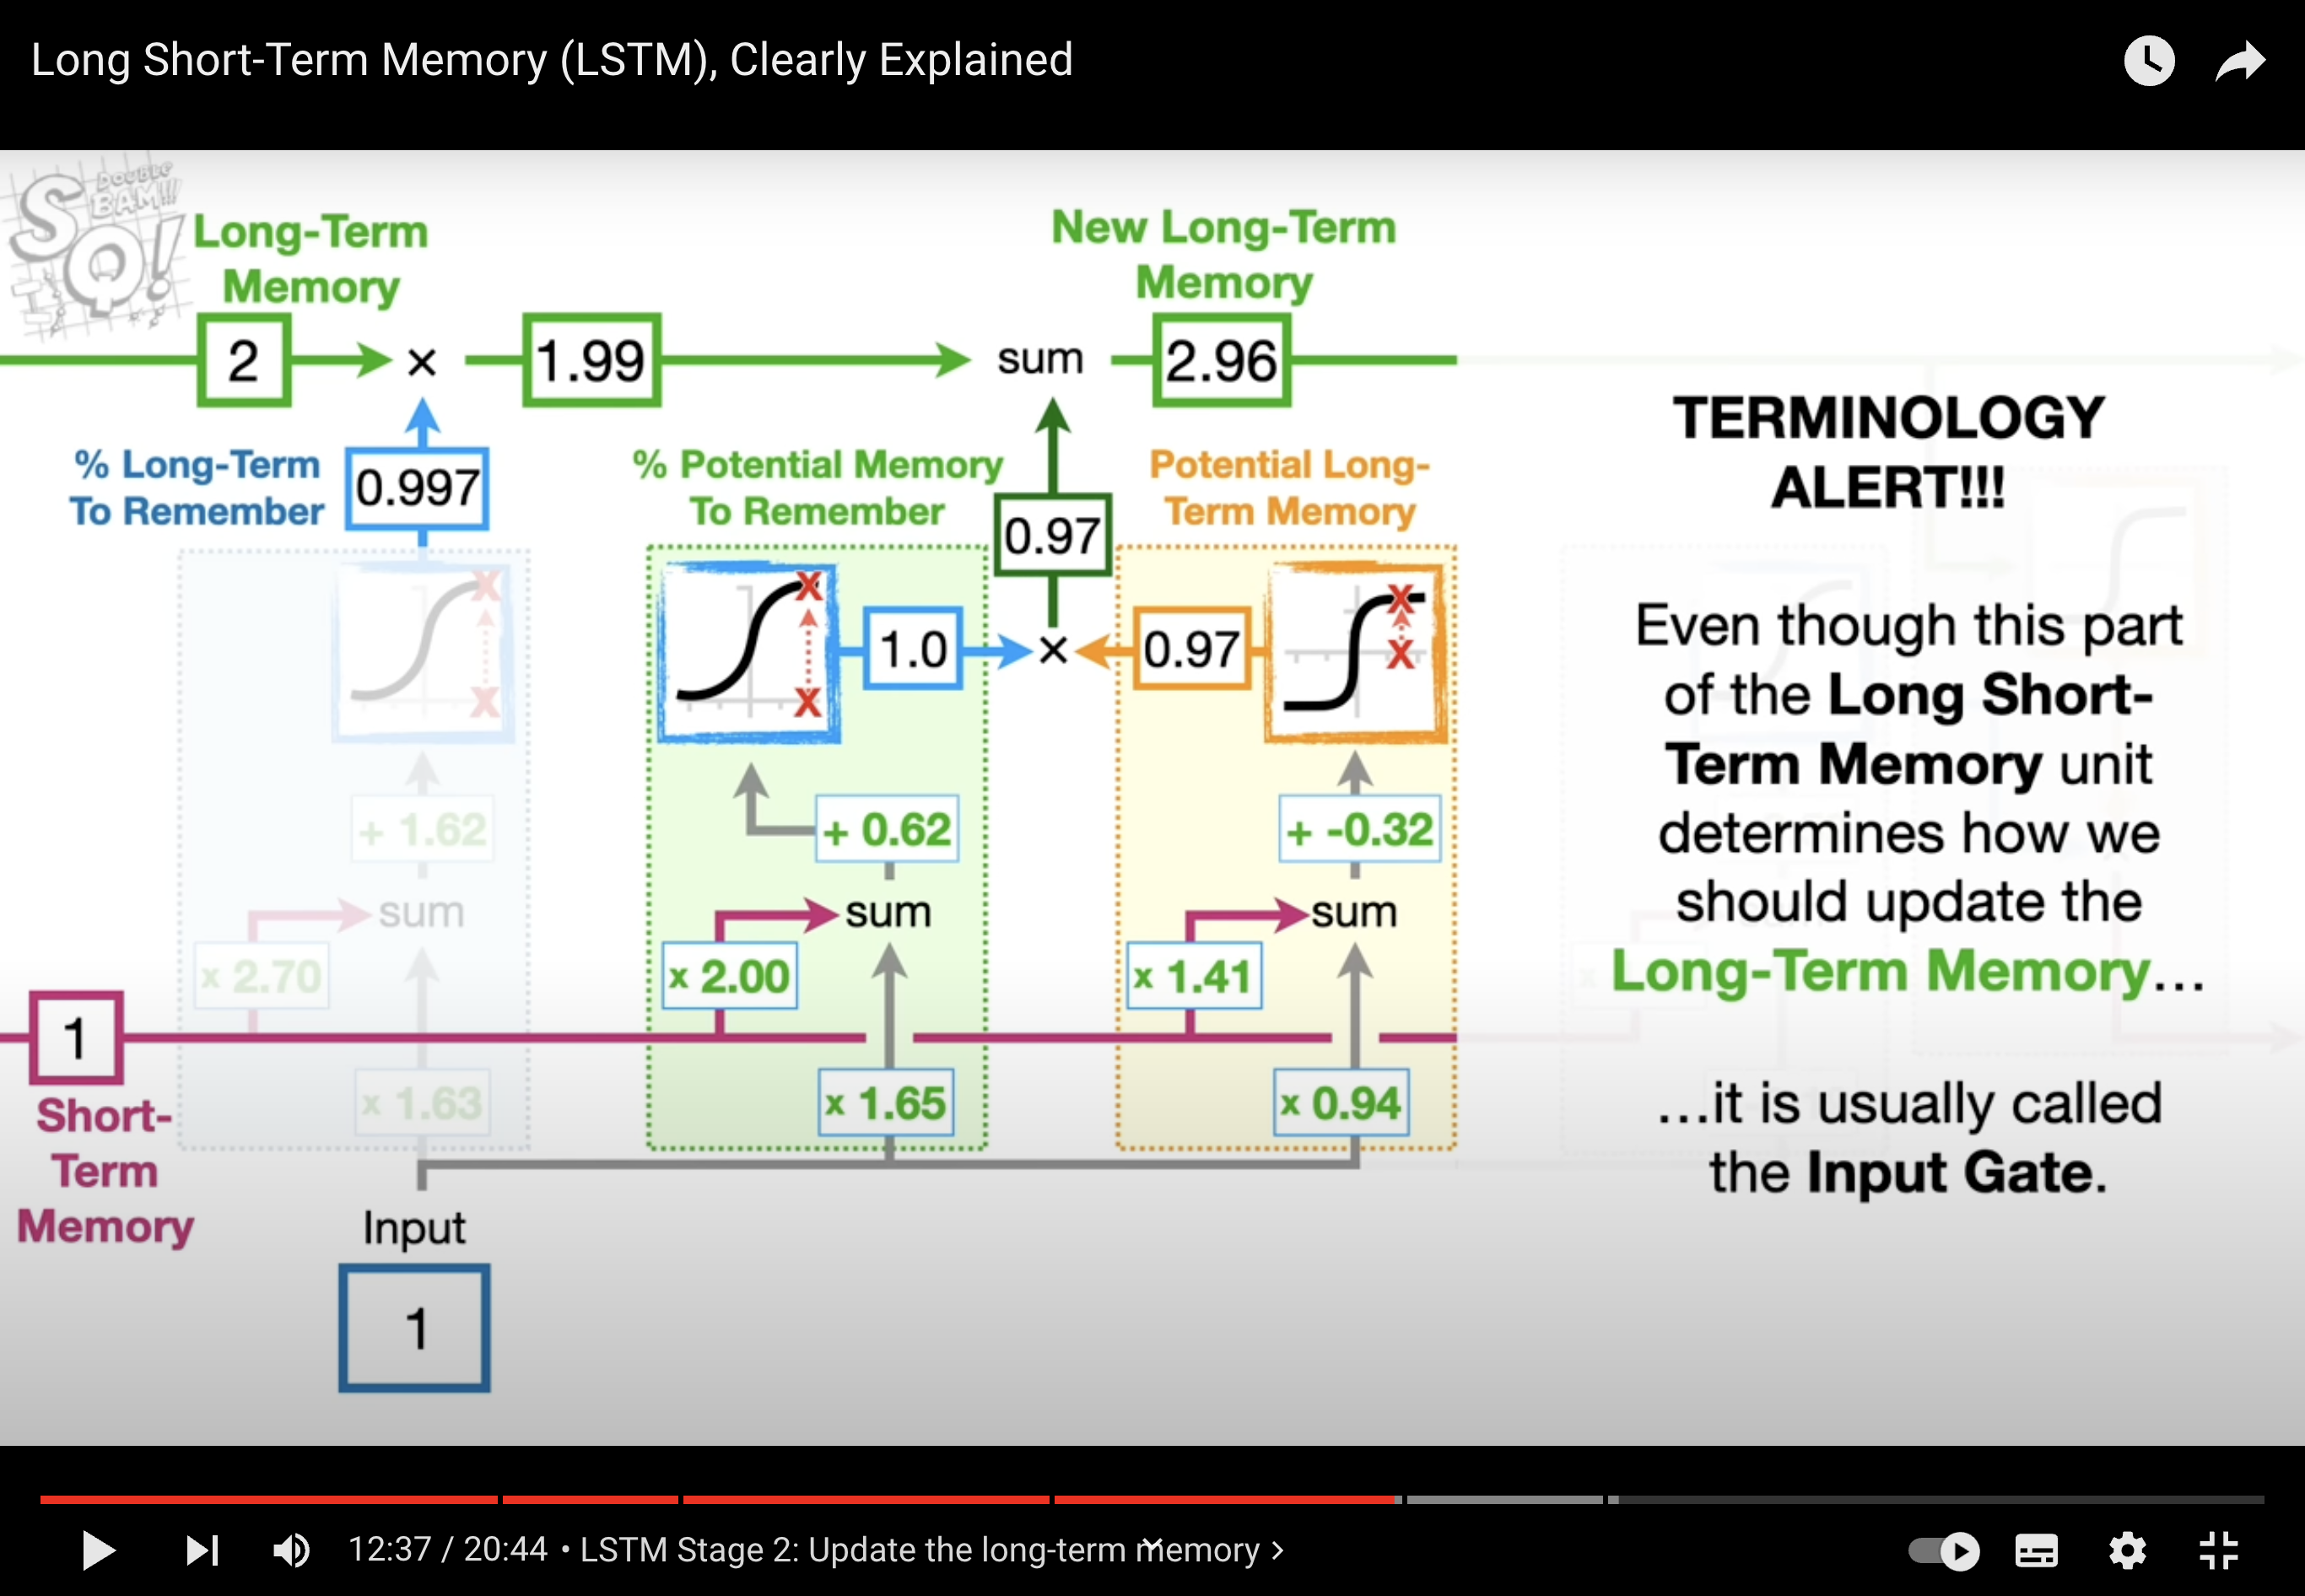 Long Short-Term Memory (LSTM), Clearly Explained
DOUBLE
BAM!!!
SQ!
Long-Term
Memory
New Long-Term
Memory
2
×
1.99
sum
2.96
% Long-Term
To Remember
0.997
% Potential Memory
To Remember
0.97
Potential Long-
Term Memory
1.0
×
0.97
+ 1.62
+ 0.62
+ -0.32
sum
sum
sum
x 2.70
x 2.00
x 1.41
1
x 1.63
x 1.65
x 0.94
Short-
Term
Memory
Input
1
TERMINOLOGY
ALERT!!!
Even though this part
of the Long Short-
Term Memory unit
determines how we
should update the
Long-Term Memory...
...it is usually called
the Input Gate.
12:37 / 20:44 • LSTM Stage 2: Update the long-term memory